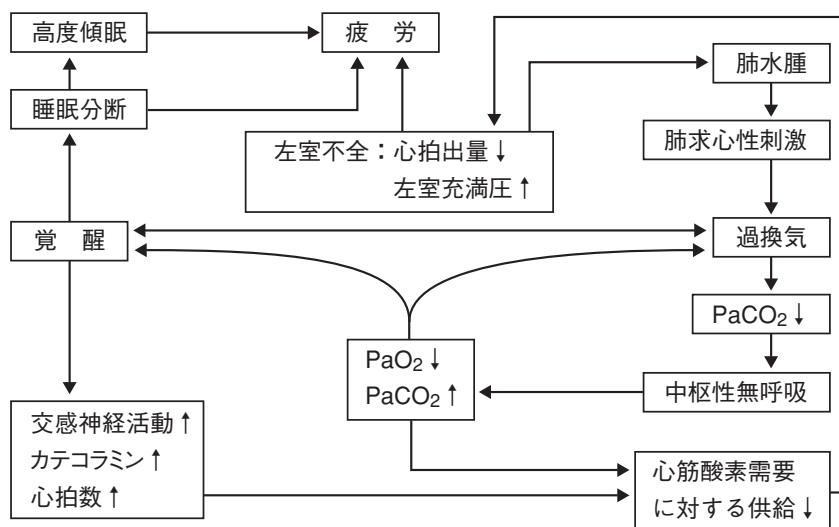 高度傾眠
疲　労
肺水腫
睡眠分断
左室不全：心拍出量↓
左室充満圧↑
肺求心性刺激
覚　醒
過換気
PaCO₂↓
PaO₂↓
PaCO₂↑
中枢性無呼吸
交感神経活動↑
カテコラミン↑
心拍数↑
心筋酸素需要
に対する供給↓